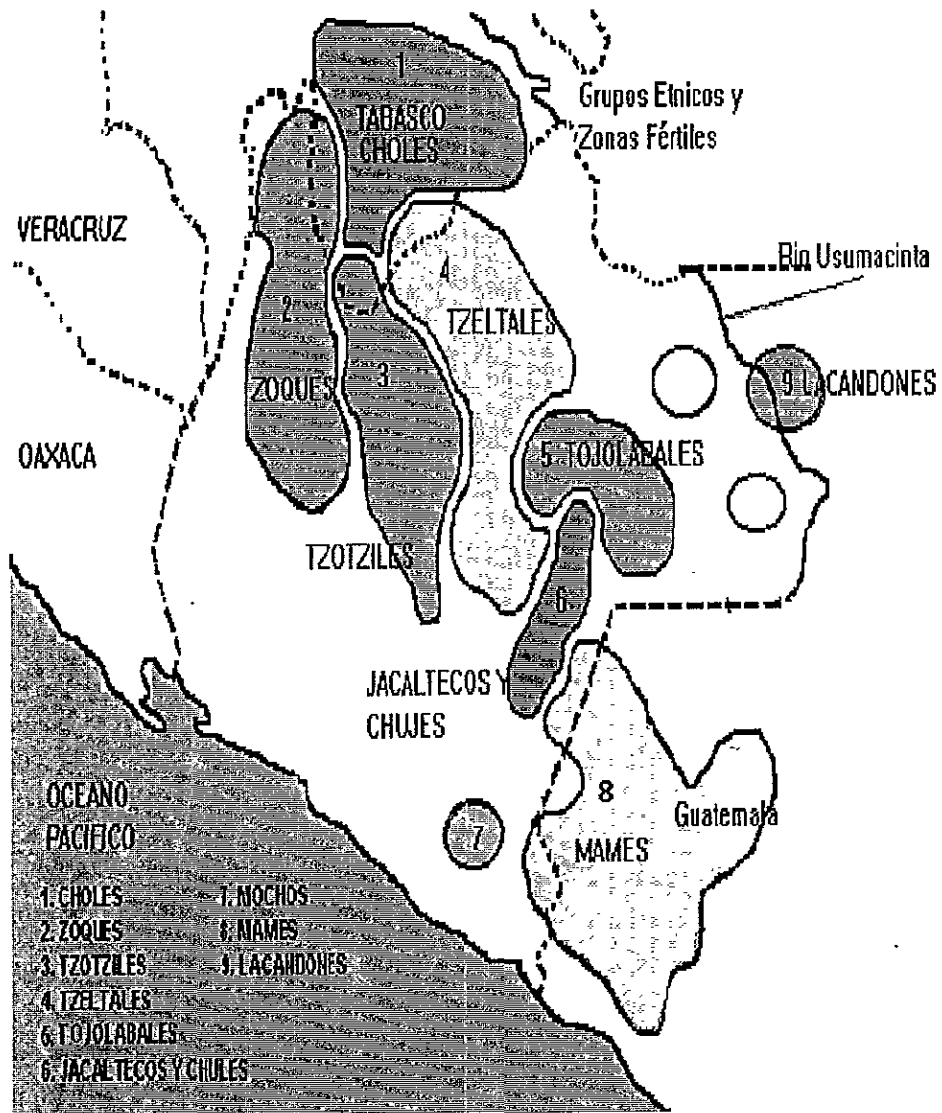 1
TABASCO
CHOLES
Grupos Etnicos y
Zonas Fértiles
VERACRUZ
Rio Usumacinta
4
2
TZELTALES
3
ZOQUES
9 LACANDONES
OAXACA
5 TOJOLABALES
TZOTZILES
6
JACALTECOS Y
CHUJES
8
OCEANO
PACIFICO
7
Guatemala
MAMES
1. CHOLES
2. ZOQUES
3. TZOTZILES
4. TZELTALES
6. TOJOLABALES
6. JACALTECOS Y CHULES
7. MOCHOS
8. MAMES
9. LACANDONES